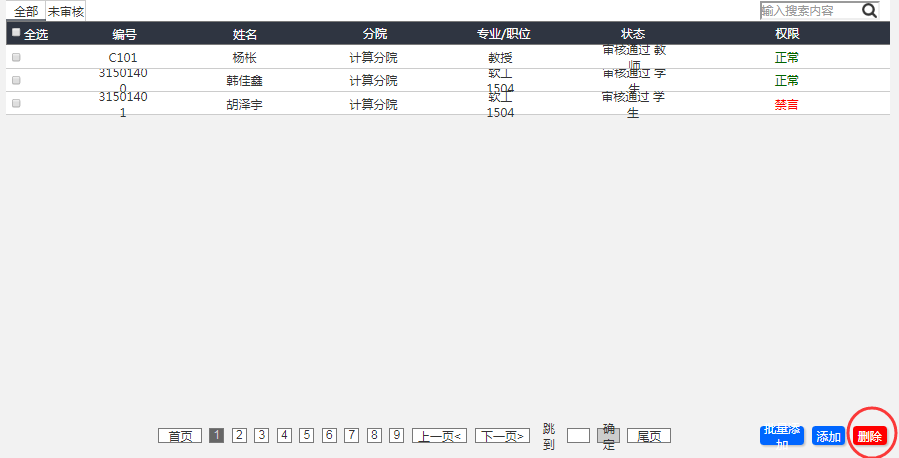 全部 未审核 输入搜索内容
全选 编号 姓名 分院 专业/职位 状态 权限
C101 杨枨 计算分院 教授 审核通过 教师 正常
31501400 韩佳鑫 计算分院 软工1504 审核通过 学生 正常
31501401 胡泽宇 计算分院 软工1504 审核通过 学生 禁言
首页 1 2 3 4 5 6 7 8 9 上一页< 下一页> 跳到 确定 尾页 批量添加 添加 删除